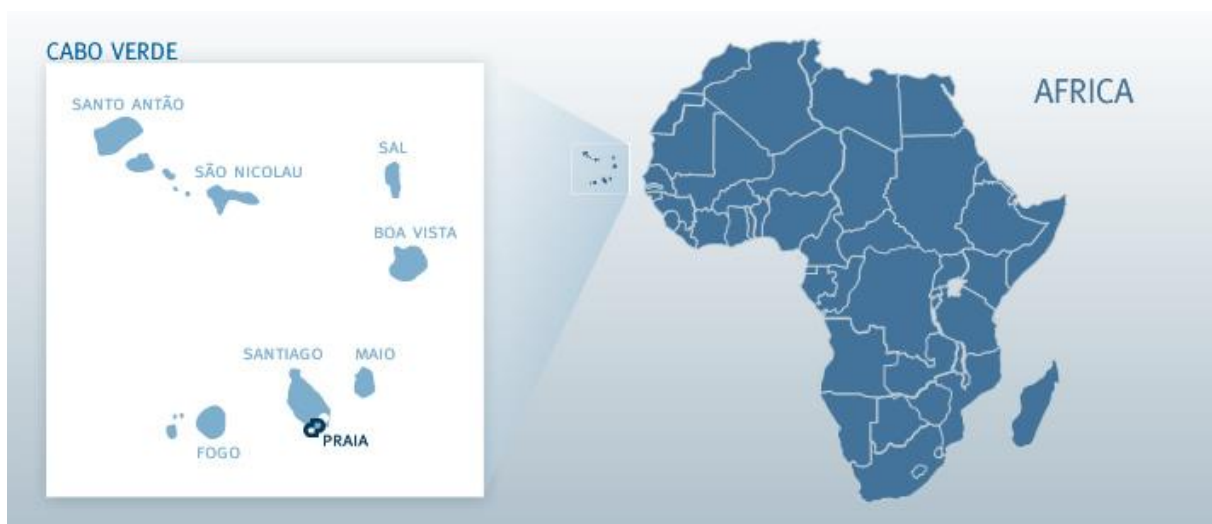 CABO VERDE
AFRICA
SANTO ANTÃO
SAL
SÃO NICOLAU
BOA VISTA
SANTIAGO
MAIO
PRAIA
FOGO